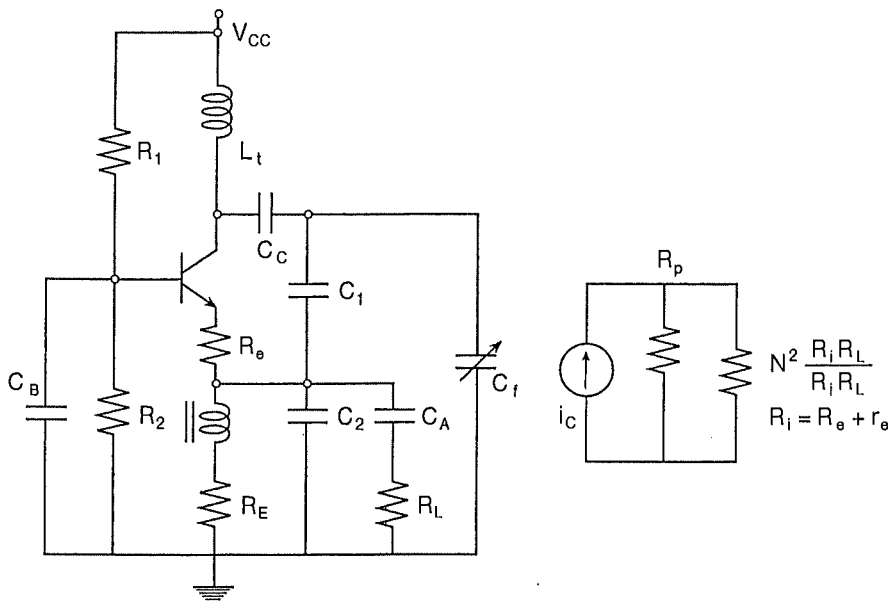 V_CC
R_1
L_t
C_C
C_1
R_e
C_B
R_2
C_2
C_A
C_f
R_E
R_L
R_p
i_C
N^2 R_i R_L / R_i R_L
R_i = R_e + r_e